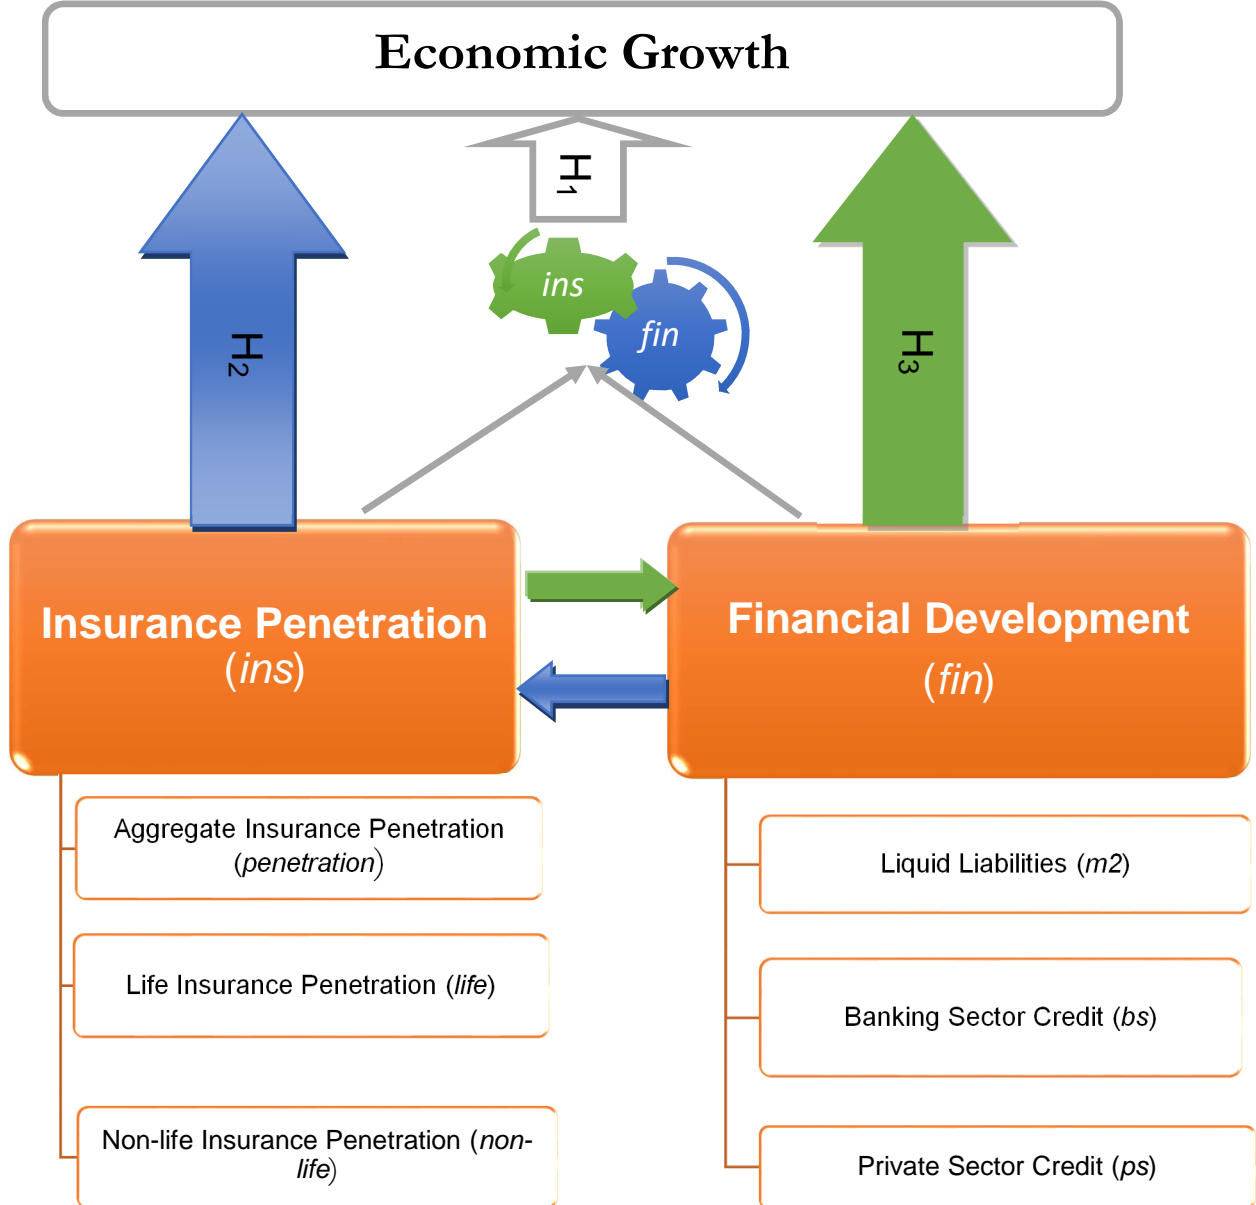 Economic Growth
H1
ins
fin
H2
H3
Insurance Penetration
(ins)
Financial Development
(fin)
Aggregate Insurance Penetration
(penetration)
Life Insurance Penetration (life)
Non-life Insurance Penetration (non-
life)
Liquid Liabilities (m2)
Banking Sector Credit (bs)
Private Sector Credit (ps)